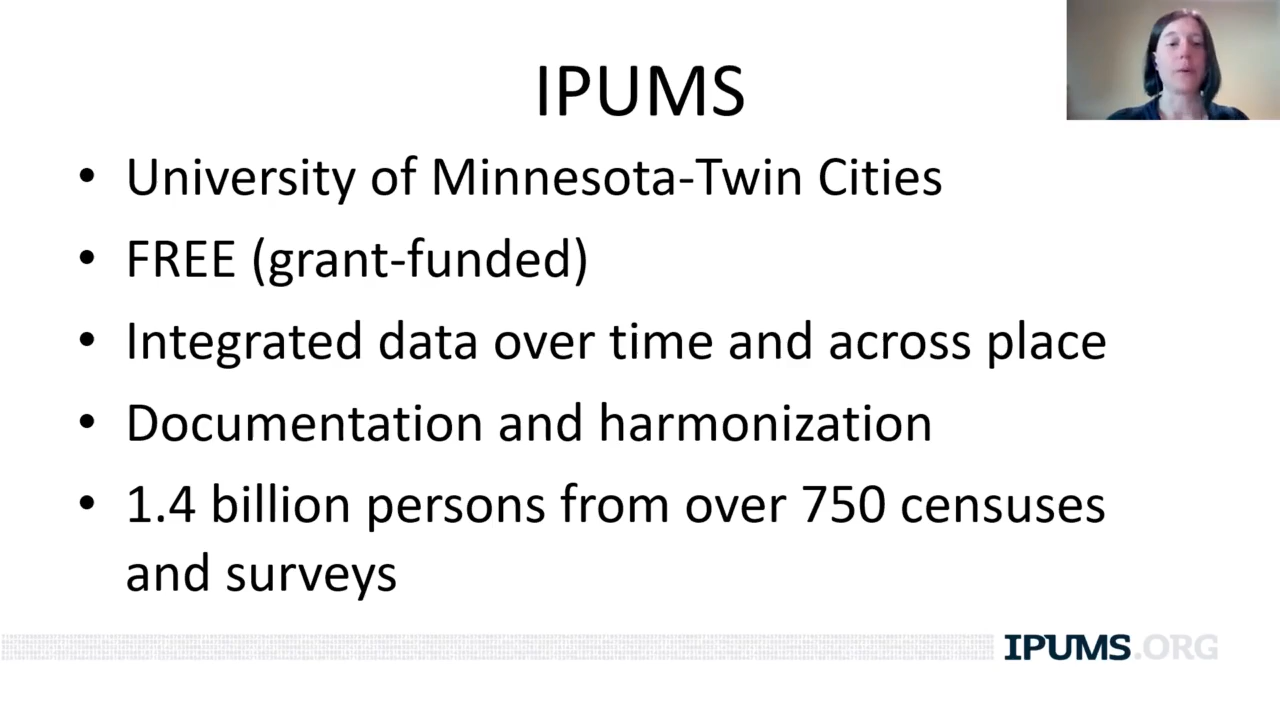 IPUMS
• University of Minnesota-Twin Cities
• FREE (grant-funded)
• Integrated data over time and across place
• Documentation and harmonization
• 1.4 billion persons from over 750 censuses
and surveys
IPUMS.ORG